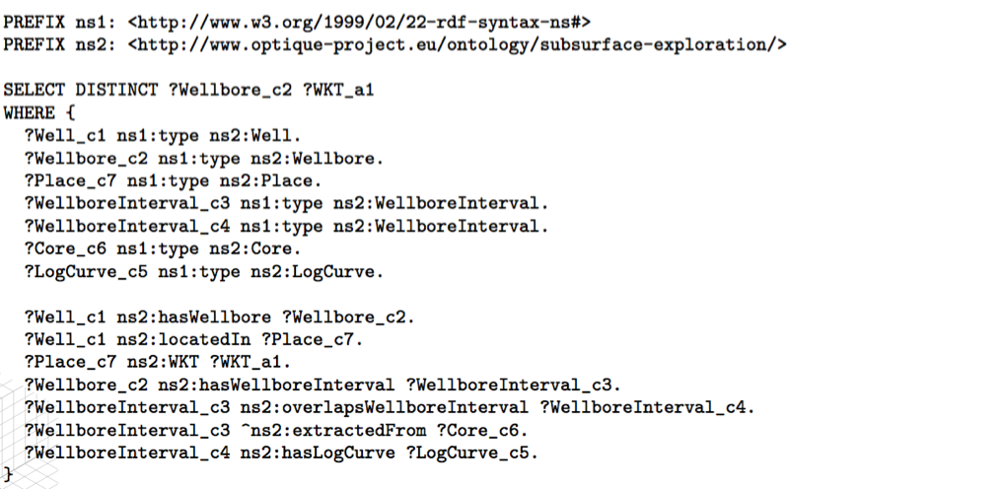 PREFIX ns1: <http://www.w3.org/1999/02/22-rdf-syntax-ns#>
PREFIX ns2: <http://www.optique-project.eu/ontology/subsurface-exploration/>
SELECT DISTINCT ?Wellbore_c2 ?WKT_a1
WHERE {
?Well_c1 ns1:type ns2:Well.
?Wellbore_c2 ns1:type ns2:Wellbore.
?Place_c7 ns1:type ns2:Place.
?WellboreInterval_c3 ns1:type ns2:WellboreInterval.
?WellboreInterval_c4 ns1:type ns2:WellboreInterval.
?Core_c6 ns1:type ns2:Core.
?LogCurve_c5 ns1:type ns2:LogCurve.
?Well_c1 ns2:hasWellbore ?Wellbore_c2.
?Well_c1 ns2:locatedIn ?Place_c7.
?Place_c7 ns2:WKT ?WKT_a1.
?Wellbore_c2 ns2:hasWellboreInterval ?WellboreInterval_c3.
?WellboreInterval_c3 ns2:overlapsWellboreInterval ?WellboreInterval_c4.
?WellboreInterval_c3 ^ns2:extractedFrom ?Core_c6.
?WellboreInterval_c4 ns2:hasLogCurve ?LogCurve_c5.
}